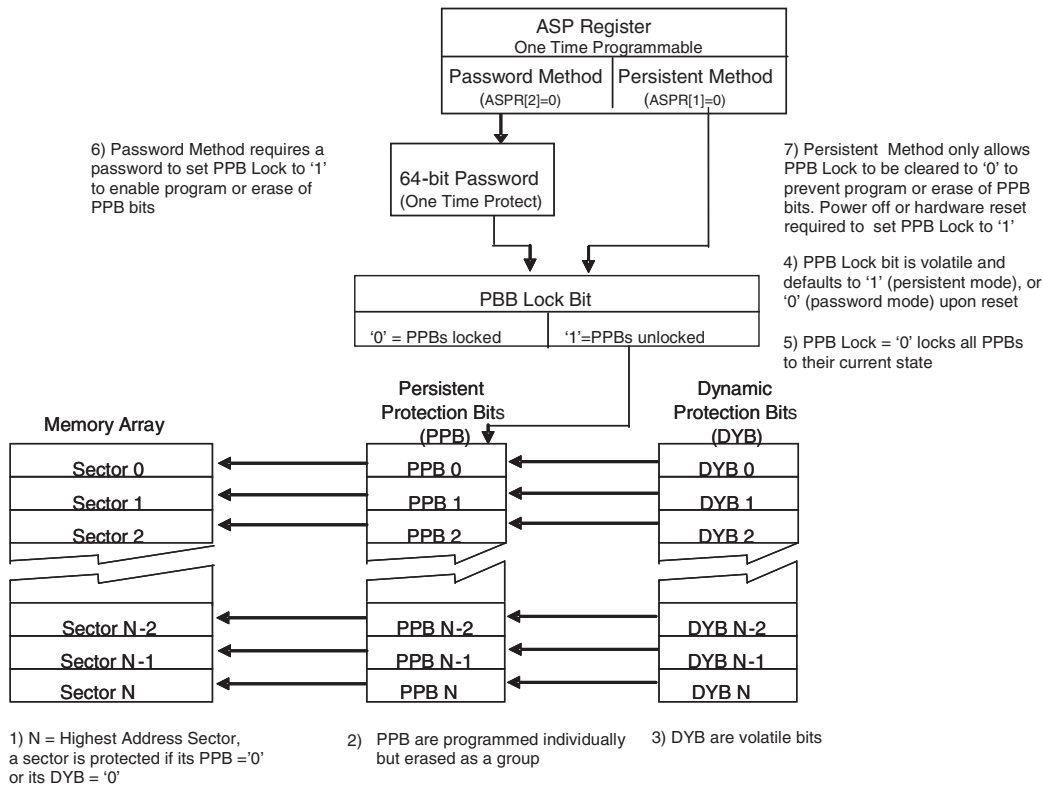 ASP Register
One Time Programmable
Password Method
(ASPR[2]=0)
Persistent Method
(ASPR[1]=0)
6) Password Method requires a
password to set PPB Lock to ‘1’
to enable program or erase of
PPB bits
64-bit Password
(One Time Protect)
7) Persistent Method only allows
PPB Lock to be cleared to ‘0’ to
prevent program or erase of PPB
bits. Power off or hardware reset
required to set PPB Lock to ‘1’
4) PPB Lock bit is volatile and
defaults to ‘1’ (persistent mode), or
‘0’ (password mode) upon reset
5) PPB Lock = ‘0’ locks all PPBs
to their current state
PBB Lock Bit
‘0’ = PPBs locked
‘1’=PPBs unlocked
Memory Array
Persistent
Protection Bits
(PPB)
Dynamic
Protection Bits
(DYB)
Sector 0
PPB 0
DYB 0
Sector 1
PPB 1
DYB 1
Sector 2
PPB 2
DYB 2
Sector N-2
PPB N-2
DYB N-2
Sector N-1
PPB N-1
DYB N-1
Sector N
PPB N
DYB N
1) N = Highest Address Sector,
a sector is protected if its PPB =’0’
or its DYB = ‘0’
2) PPB are programmed individually
but erased as a group
3) DYB are volatile bits